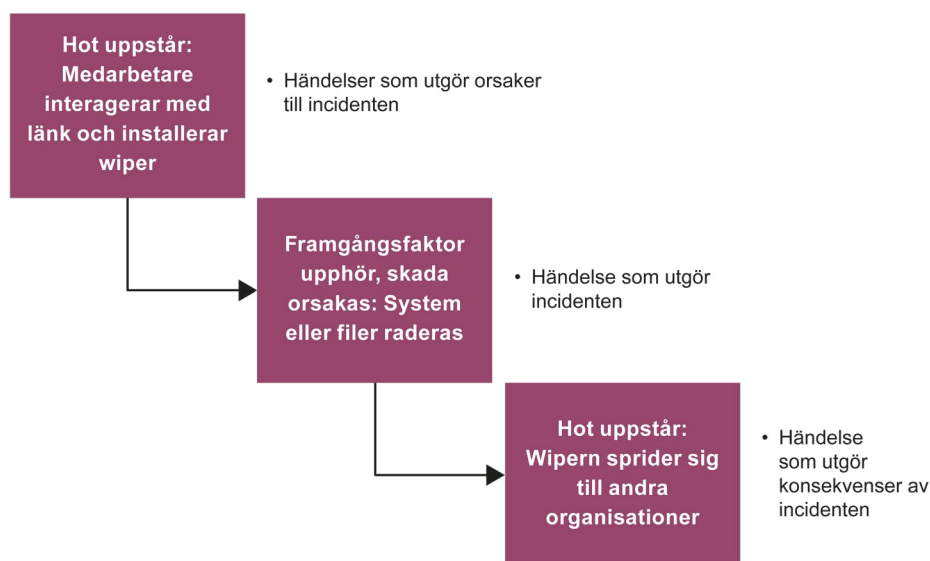 Hot uppstår:
Medarbetare
interagerar med
länk och installerar
wiper
• Händelser som utgör orsaker
till incidenten
Framgångsfaktor
upphör, skada
orsakas: System
eller filer raderas
• Händelse som utgör
incidenten
Hot uppstår:
Wipern sprider sig
till andra
organisationer
• Händelse
som utgör
konsekvenser av
incidenten